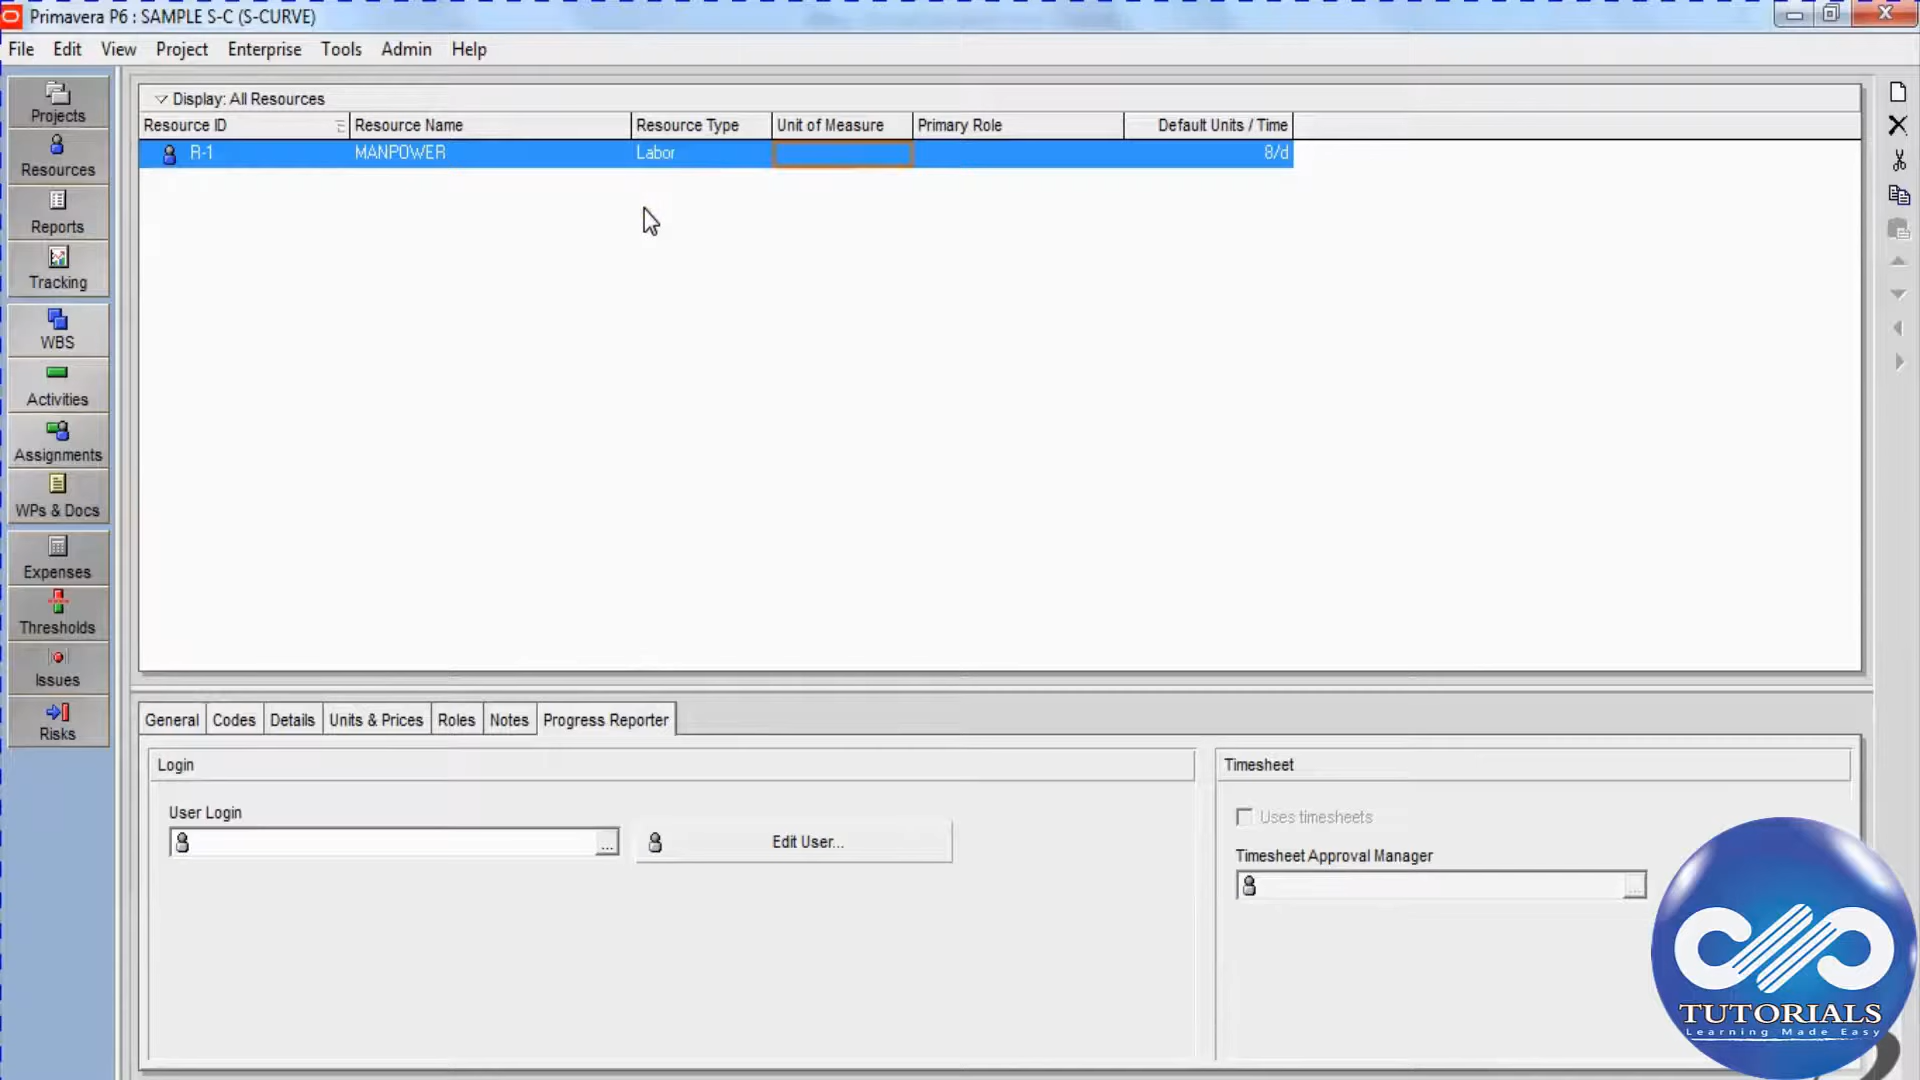 Primavera P6 : SAMPLE S-C (S-CURVE)
File Edit View Project Enterprise Tools Admin Help
Projects
Resources
Reports
Tracking
WBS
Activities
Assignments
WPs & Docs
Expenses
Thresholds
Issues
Risks
Display: All Resources
Resource ID Resource Name Resource Type Unit of Measure Primary Role Default Units / Time
R-1 MANPOWER Labor 8/d
General Codes Details Units & Prices Roles Notes Progress Reporter
Login
User Login
... Edit User...
Timesheet
Uses timesheets
Timesheet Approval Manager
...
TUTORIALS
Learning Made Easy